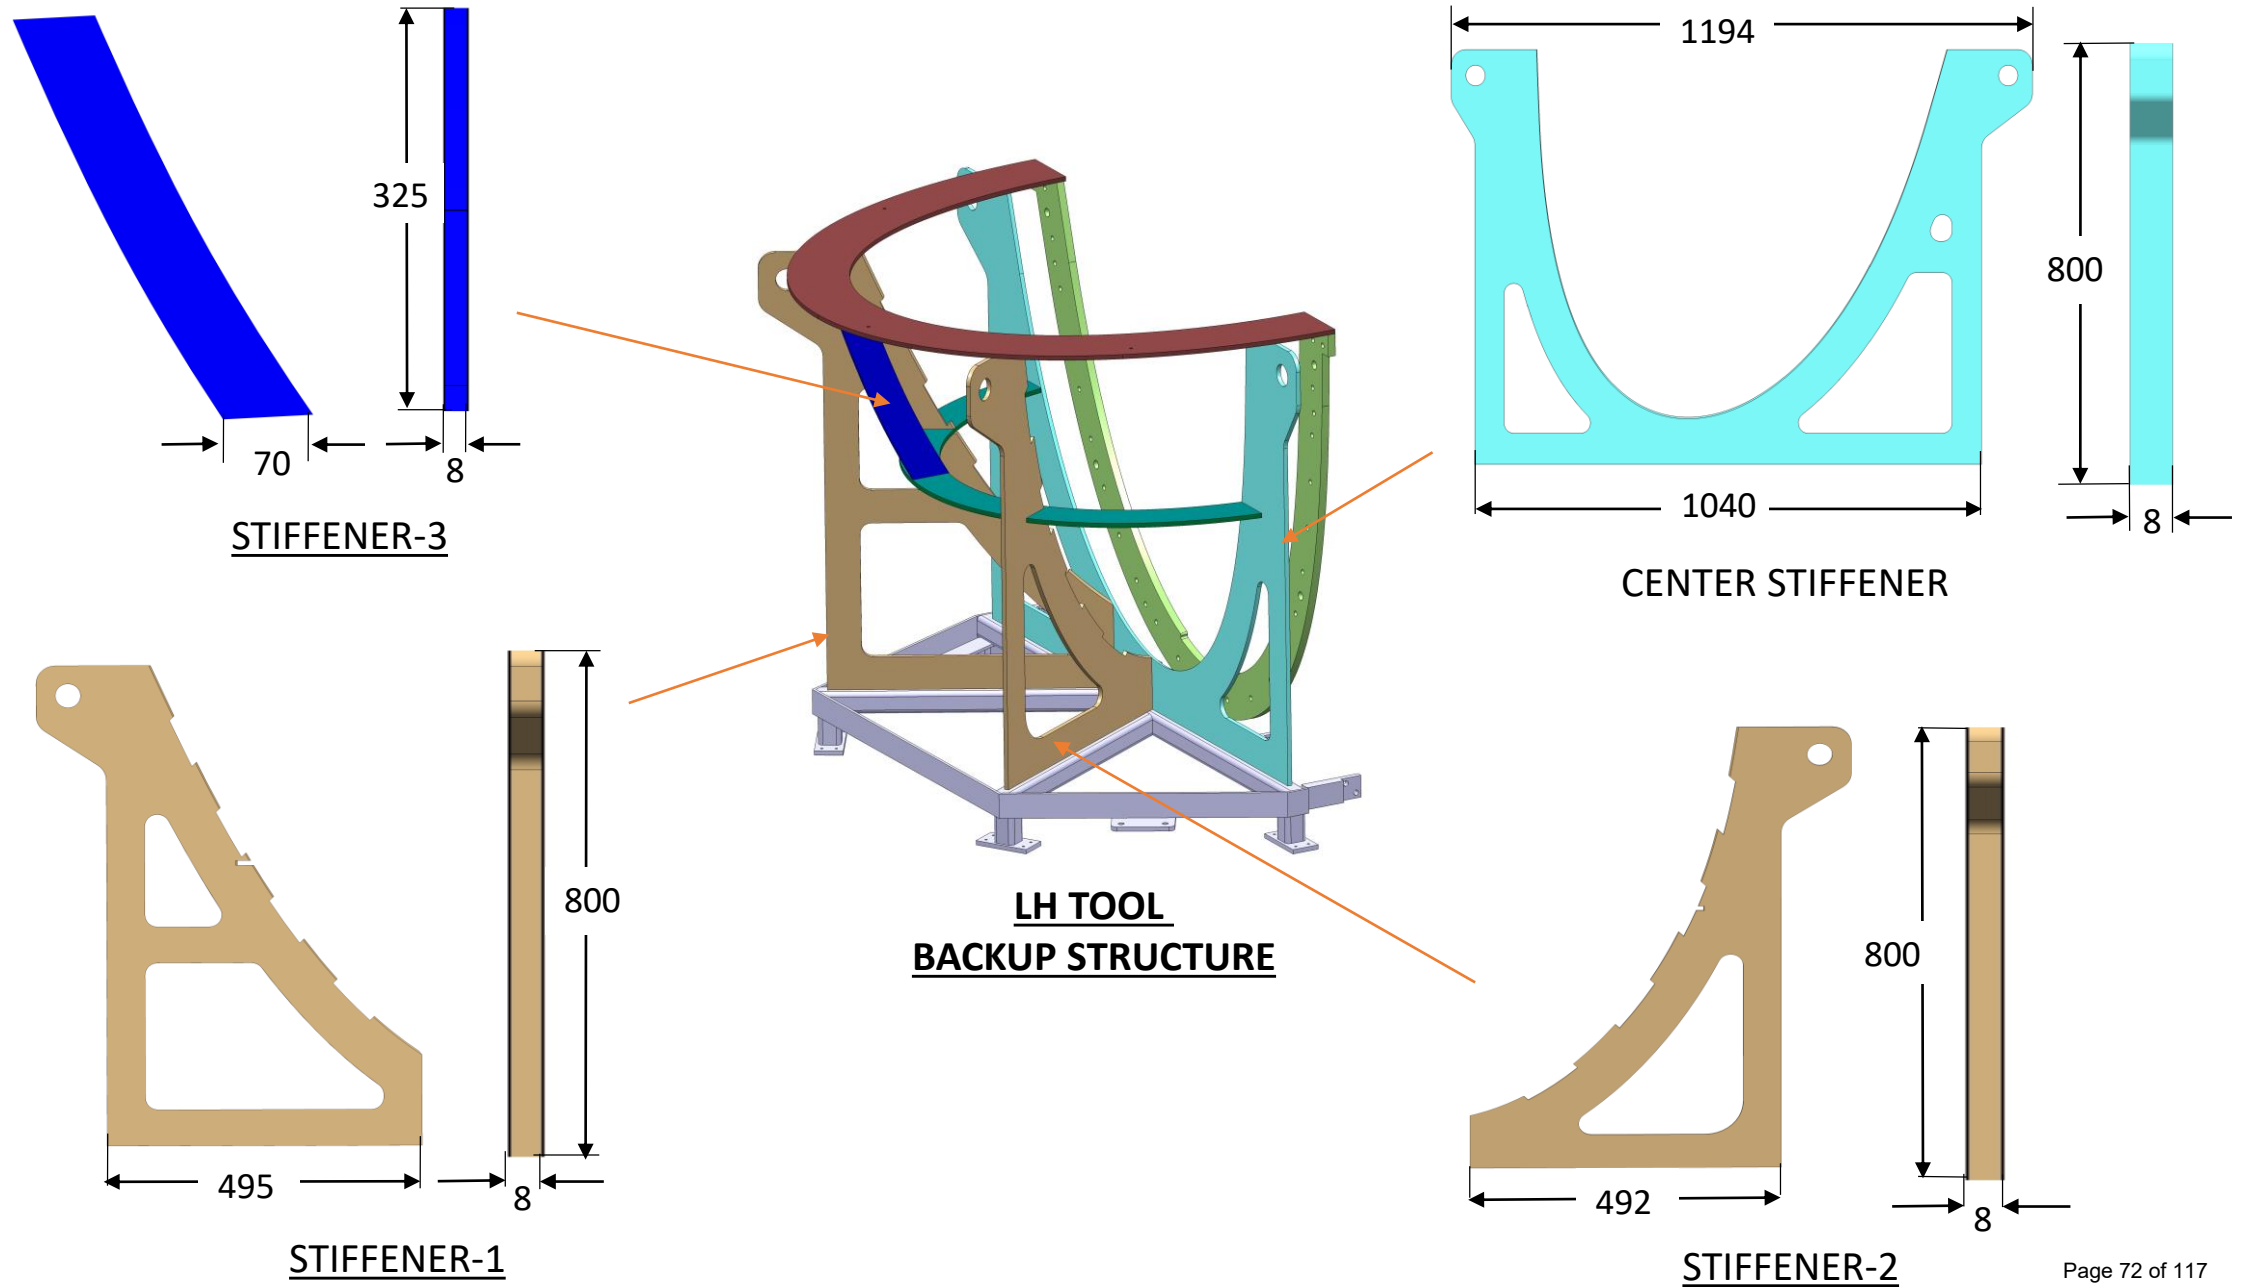 325
70
8
STIFFENER-3
1194
800
1040
8
CENTER STIFFENER
LH TOOL
BACKUP STRUCTURE
800
495
8
STIFFENER-1
800
492
8
STIFFENER-2
Page 72 of 117